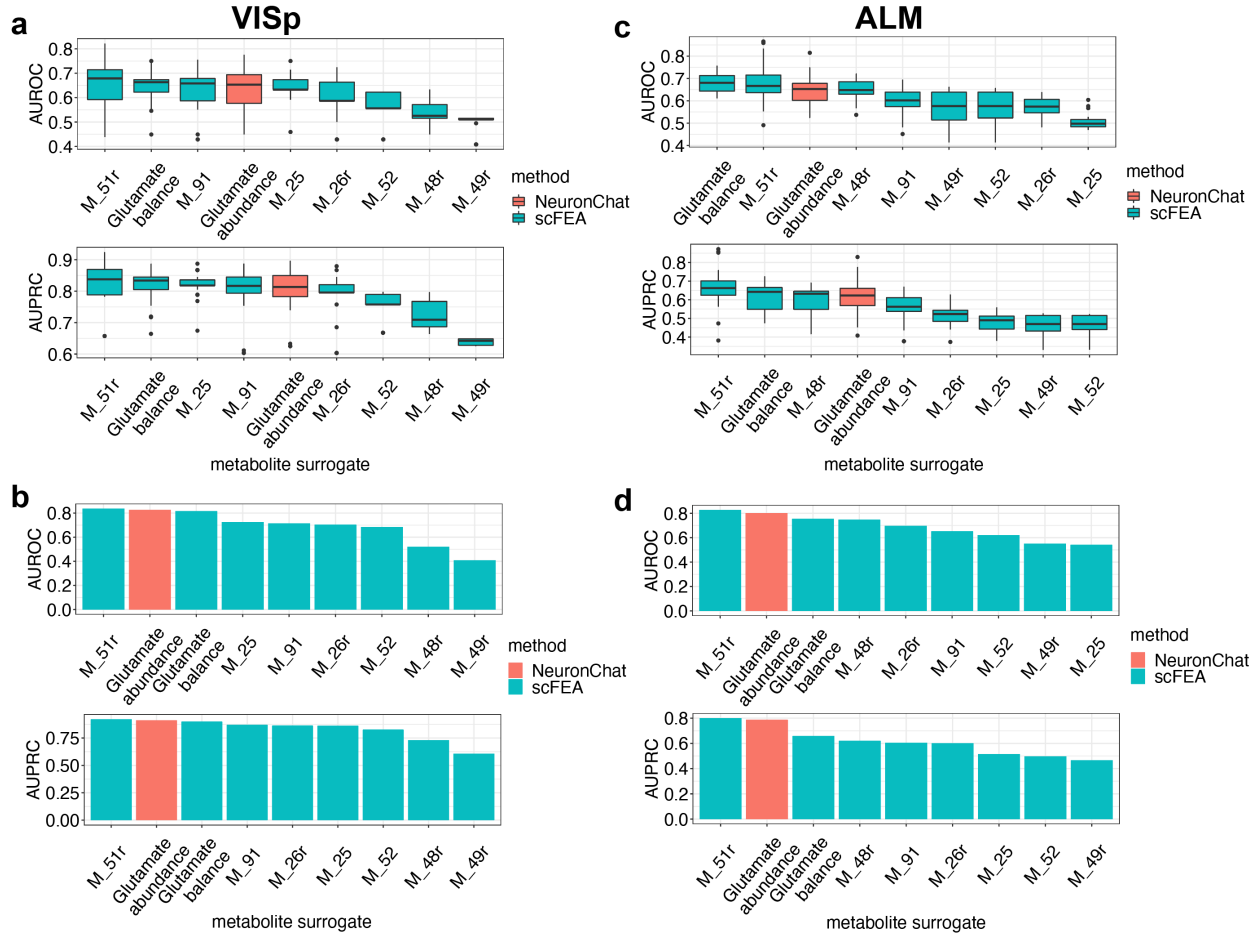 a
VISp
AUROC
0.8
0.7
0.6
0.5
0.4
M_51r
Glutamate
balance
M_91
Glutamate
abundance
M_25
M_26r
M_52
M_48r
M_49r
method
NeuronChat
scFEA
AUPRC
0.9
0.8
0.7
0.6
M_51r
Glutamate
balance
M_25
M_91
Glutamate
abundance
M_26r
M_52
M_48r
M_49r
metabolite surrogate
b
AUROC
0.8
0.6
0.4
0.2
0.0
M_51r
Glutamate
abundance
Glutamate
balance
M_25
M_91
M_26r
M_52
M_48r
M_49r
method
NeuronChat
scFEA
AUPRC
0.75
0.50
0.25
0.00
M_51r
Glutamate
abundance
Glutamate
balance
M_91
M_26r
M_25
M_52
M_48r
M_49r
metabolite surrogate
c
ALM
AUROC
0.8
0.7
0.6
0.5
0.4
Glutamate
balance
M_51r
Glutamate
abundance
M_48r
M_91
M_49r
M_52
M_26r
M_25
method
NeuronChat
scFEA
AUPRC
0.8
0.7
0.6
0.5
0.4
M_51r
Glutamate
balance
M_48r
Glutamate
abundance
M_91
M_26r
M_25
M_49r
M_52
metabolite surrogate
d
AUROC
0.8
0.6
0.4
0.2
0.0
M_51r
Glutamate
abundance
Glutamate
balance
M_48r
M_26r
M_91
M_52
M_49r
M_25
method
NeuronChat
scFEA
AUPRC
0.8
0.6
0.4
0.2
0.0
M_51r
Glutamate
abundance
Glutamate
balance
M_48r
M_91
M_26r
M_25
M_52
M_49r
metabolite surrogate